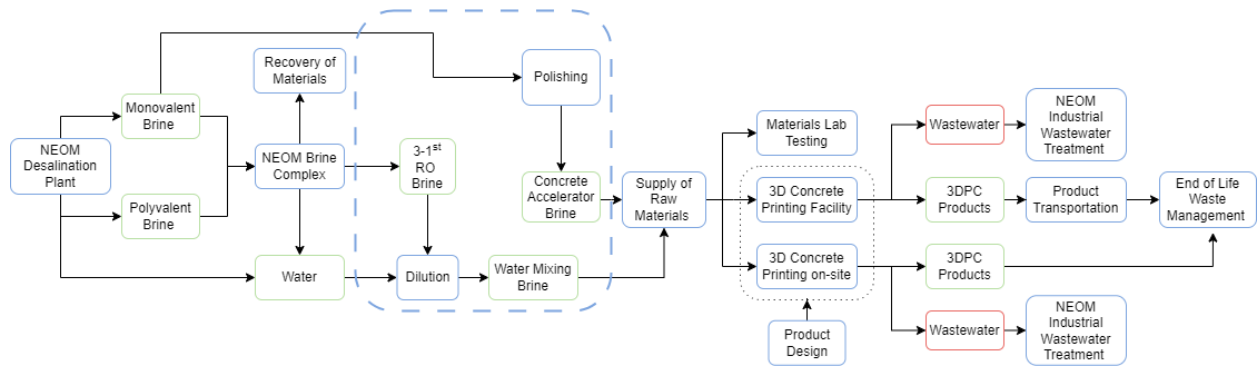 NEOM
Desalination
Plant
Monovalent
Brine
Polyvalent
Brine
Recovery of
Materials
NEOM Brine
Complex
Water
3-1st
RO
Brine
Dilution
Polishing
Concrete
Accelerator
Brine
Water Mixing
Brine
Supply of
Raw
Materials
Materials Lab
Testing
3D Concrete
Printing Facility
3D Concrete
Printing on-site
Product
Design
Wastewater
NEOM
Industrial
Wastewater
Treatment
3DPC
Products
Product
Transportation
End of Life
Waste
Management
3DPC
Products
Wastewater
NEOM
Industrial
Wastewater
Treatment